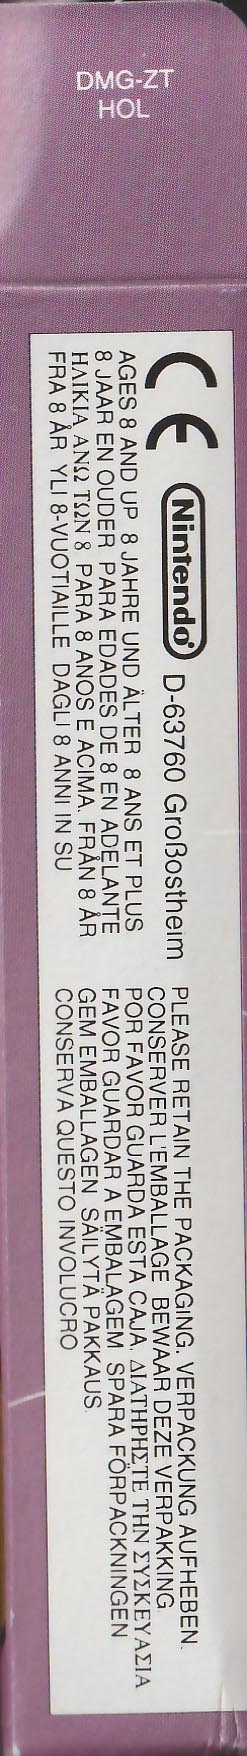 DMG-ZT
HOL
CE Nintendo® D-63760 Großostheim
AGES 8 AND UP 8 JAHRE UND ÄLTER 8 ANS ET PLUS
8 JAAR EN OUDER PARA EDADES DE 8 EN ADELANTE
ΗΛΙΚΙΑ ΑΝΩ ΤΩΝ 8 PARA 8 ANOS E ACIMA. FRÅN 8 ÅR
FRA 8 ÅR YLI 8-VUOTIAILLE DAGLI 8 ANNI IN SU
PLEASE RETAIN THE PACKAGING. VERPACKUNG AUFHEBEN.
CONSERVER L'EMBALLAGE BEWAAR DEZE VERPAKKING
POR FAVOR GUARDA ESTA CAJA. ΔΙΑΤΗΡΗΣΤΕ ΤΗΝ ΣΥΣΚΕΥΑΣΙΑ
FAVOR GUARDAR A EMBALAGEM SPARA FÖRPACKNINGEN
GEM EMBALLAGEN SÄILYTÄ PAKKAUS.
CONSERVA QUESTO INVOLUCRO